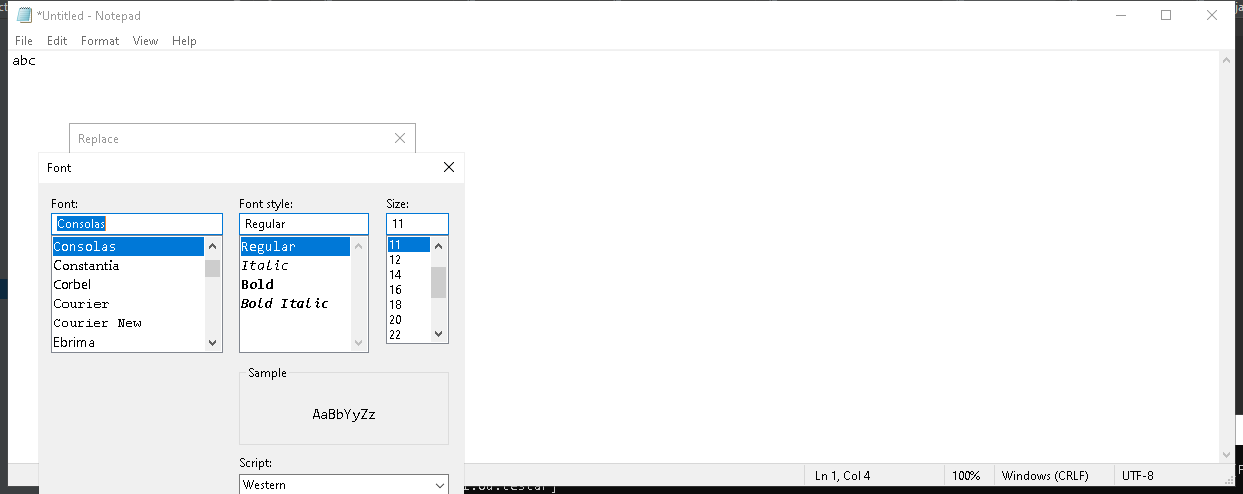 *Untitled - Notepad
File Edit Format View Help
abc
Replace
Font
Font: Font style: Size:
Consolas Regular 11
Consolas Regular 11
Constantia Italic 12
Corbel Bold 14
Courier Bold Italic 16
Courier New 18
Ebrima 20
22
Sample
AaBbYyZz
Script:
Western
Ln 1, Col 4 100% Windows (CRLF) UTF-8